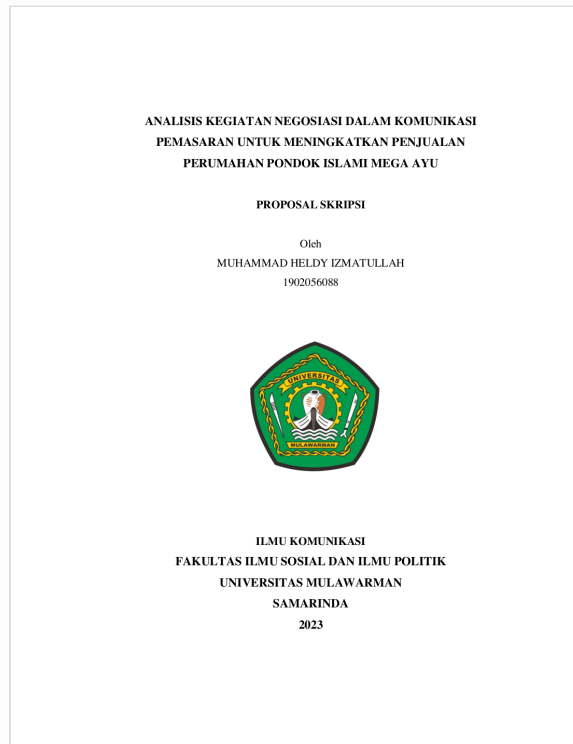 ANALISIS KEGIATAN NEGOSIASI DALAM KOMUNIKASI
PEMASARAN UNTUK MENINGKATKAN PENJUALAN
PERUMAHAN PONDOK ISLAMI MEGA AYU
PROPOSAL SKRIPSI
Oleh
MUHAMMAD HELDY IZMATULLAH
1902056088
UNIVERSITAS
MULAWARMAN
ILMU KOMUNIKASI
FAKULTAS ILMU SOSIAL DAN ILMU POLITIK
UNIVERSITAS MULAWARMAN
SAMARINDA
2023